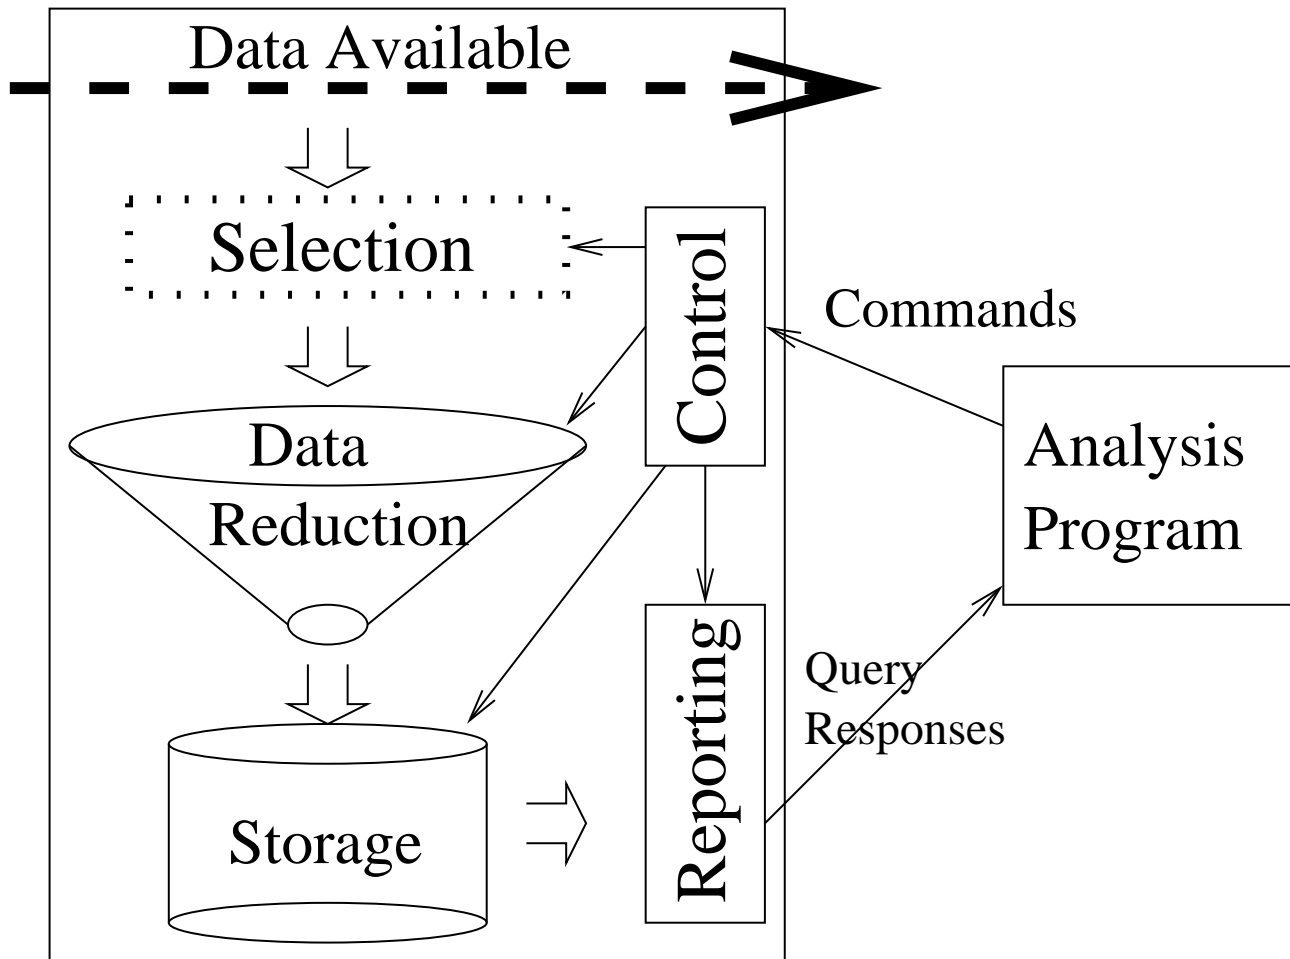 Data Available
Selection
Control
Commands
Data
Reduction
Analysis
Program
Reporting
Query
Responses
Storage